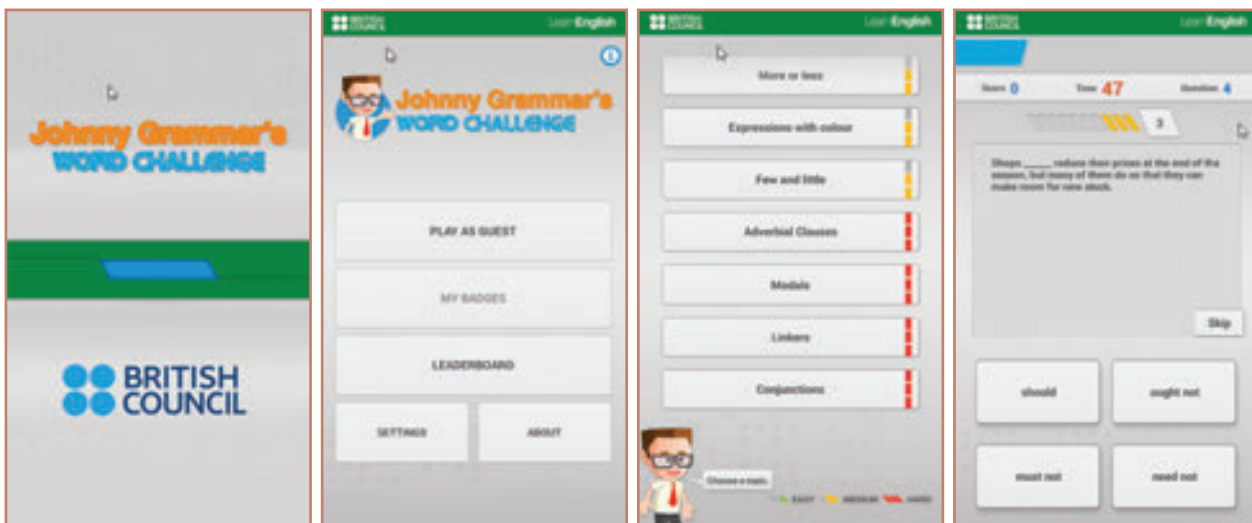 Johnny Grammar's
WORD CHALLENGE
BRITISH
COUNCIL
BRITISH
COUNCIL
LearnEnglish
Johnny Grammar's
WORD CHALLENGE
PLAY AS GUEST
MY BADGES
LEADERBOARD
SETTINGS
ABOUT
BRITISH
COUNCIL
LearnEnglish
More or less
Expressions with colour
Few and little
Adverbial Clauses
Modals
Linkers
Conjunctions
Choose a topic.
EASY MEDIUM HARD
BRITISH
COUNCIL
LearnEnglish
Score 0 Time 47 Question 4
3
Shops _____ reduce their prices at the end of the
season, but many of them do so that they can
make room for new stock.
Skip
should
ought not
must not
need not